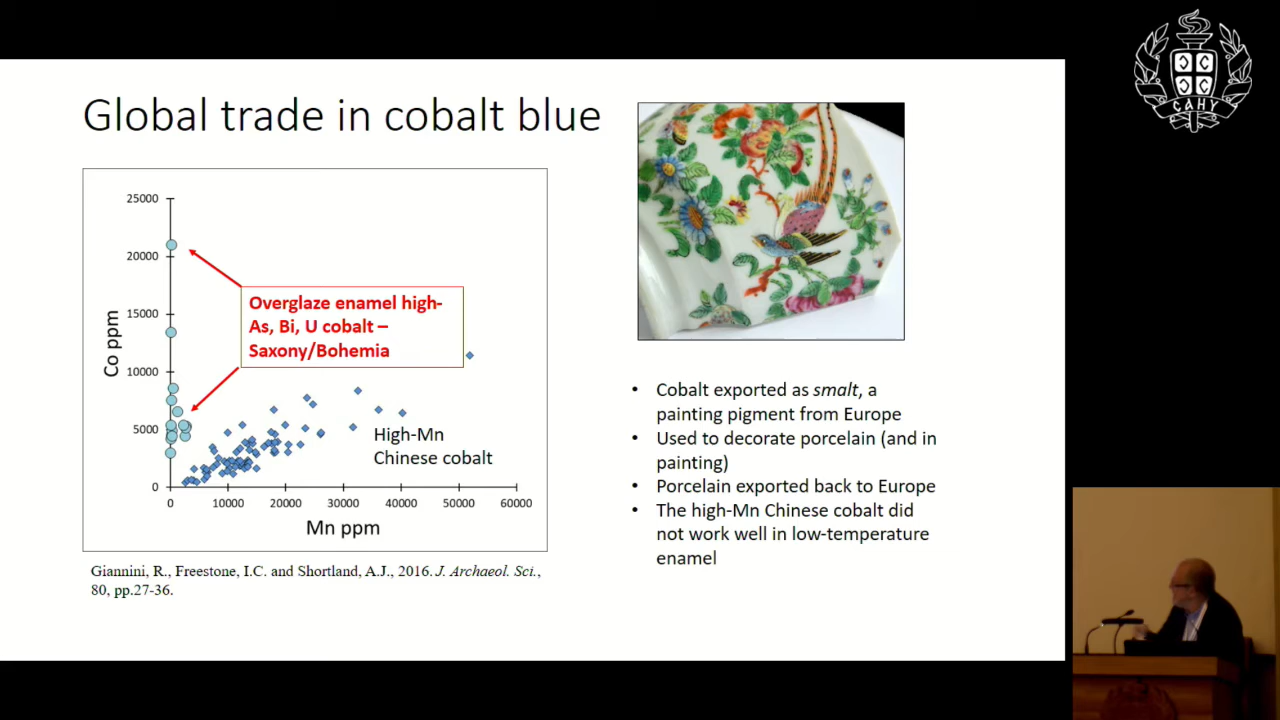 Global trade in cobalt blue
25000
20000
15000
10000
5000
0
Co ppm
0 10000 20000 30000 40000 50000 60000
Mn ppm
Overglaze enamel high-
As, Bi, U cobalt –
Saxony/Bohemia
High-Mn
Chinese cobalt
Giannini, R., Freestone, I.C. and Shortland, A.J., 2016. J. Archaeol. Sci.,
80, pp.27-36.
• Cobalt exported as smalt, a
painting pigment from Europe
• Used to decorate porcelain (and in
painting)
• Porcelain exported back to Europe
• The high-Mn Chinese cobalt did
not work well in low-temperature
enamel
САНУ